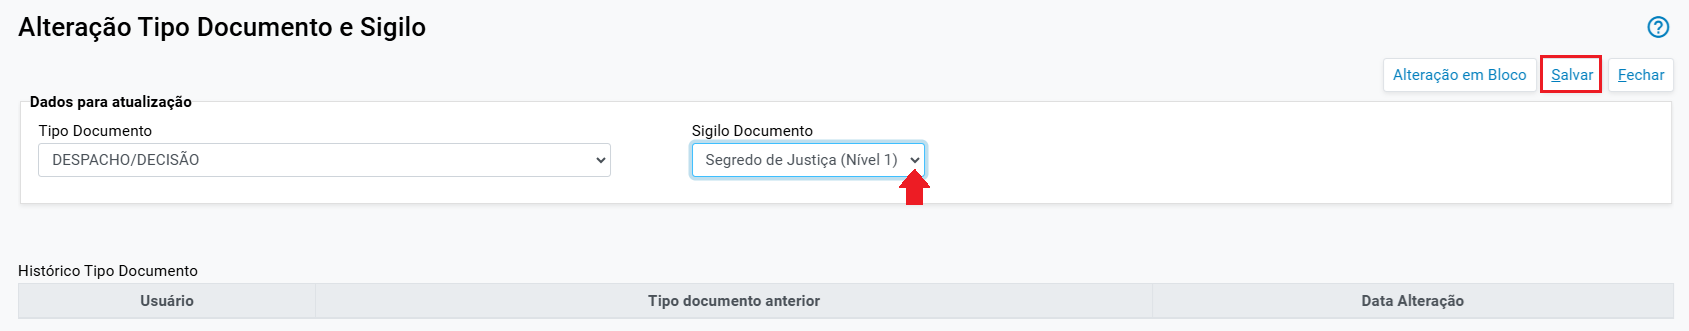 Alteração Tipo Documento e Sigilo
?
Alteração em Bloco Salvar Fechar
Dados para atualização
Tipo Documento Sigilo Documento
DESPACHO/DECISÃO Segredo de Justiça (Nível 1)
Histórico Tipo Documento
Usuário Tipo documento anterior Data Alteração